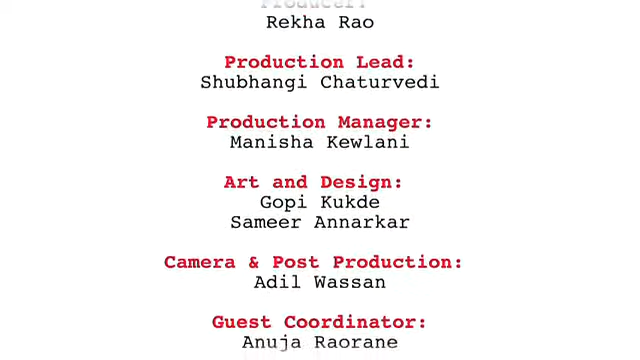 Producer:
Rekha Rao
Production Lead:
Shubhangi Chaturvedi
Production Manager:
Manisha Kewlani
Art and Design:
Gopi Kukde
Sameer Annarkar
Camera & Post Production:
Adil Wassan
Guest Coordinator:
Anuja Raorane